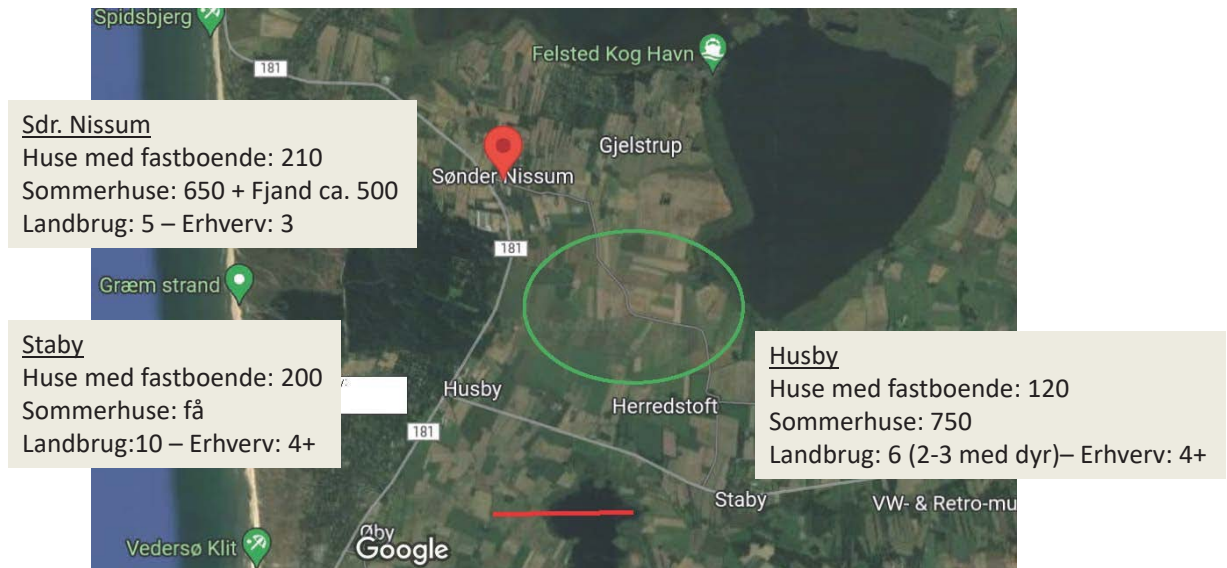 Spidsbjerg
181
Felsted Kog Havn
Sdr. Nissum
Huse med fastboende: 210
Sommerhuse: 650 + Fjand ca. 500
Landbrug: 5 – Erhverv: 3
Gjelstrup
Sønder Nissum
181
Græm strand
Staby
Huse med fastboende: 200
Sommerhuse: få
Landbrug:10 – Erhverv: 4+
Husby
Huse med fastboende: 120
Sommerhuse: 750
Landbrug: 6 (2-3 med dyr)– Erhverv: 4+
Husby
Herredstoft
181
Staby
VW- & Retro-mu
Øby
Google
Vedersø Klit